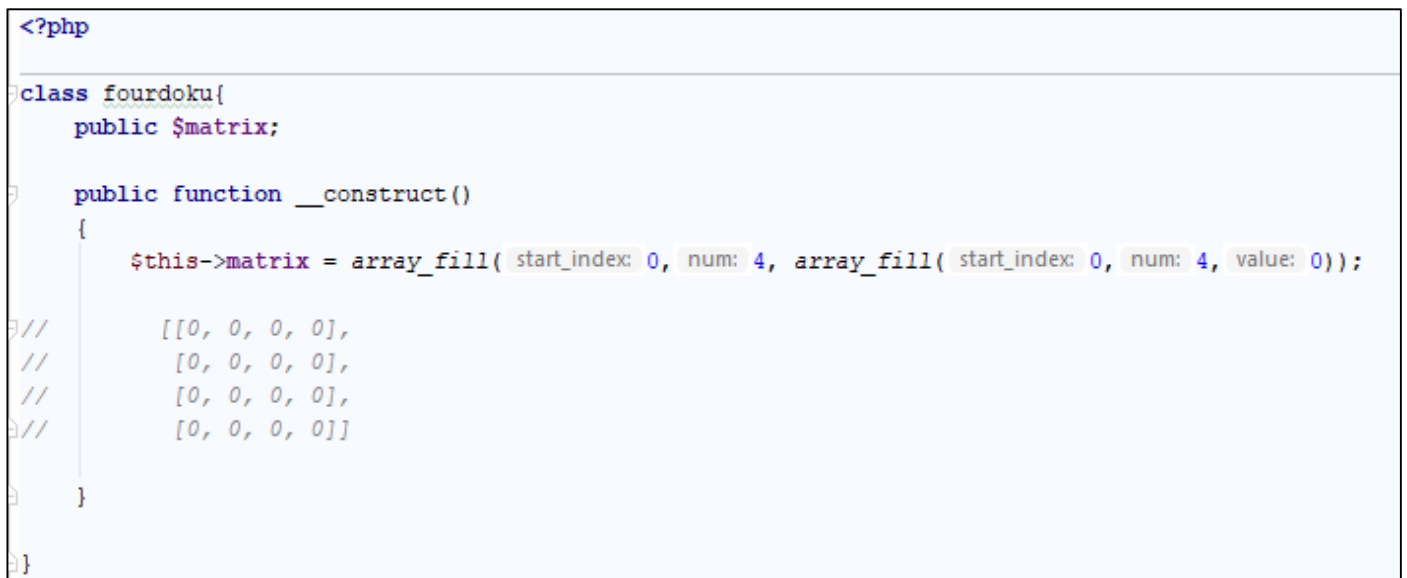 <?php
class fourdoku{
public $matrix;
public function __construct()
{
$this->matrix = array_fill( start_index: 0, num: 4, array_fill( start_index: 0, num: 4, value: 0));
// [[0, 0, 0, 0],
// [0, 0, 0, 0],
// [0, 0, 0, 0],
// [0, 0, 0, 0]]
}
}